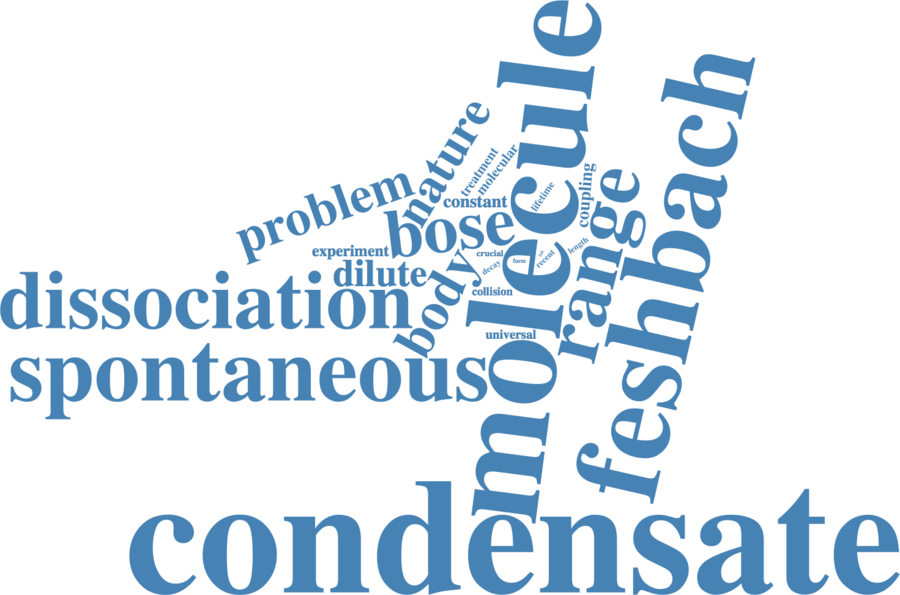 molecule
feshbach
nature
treatment
molecular
problem
constant
lifetime
coupling
range
bose
experiment
crucial
length
dilute
body
decay
form
recent
dissociation
collision
universal
spontaneous
condensate